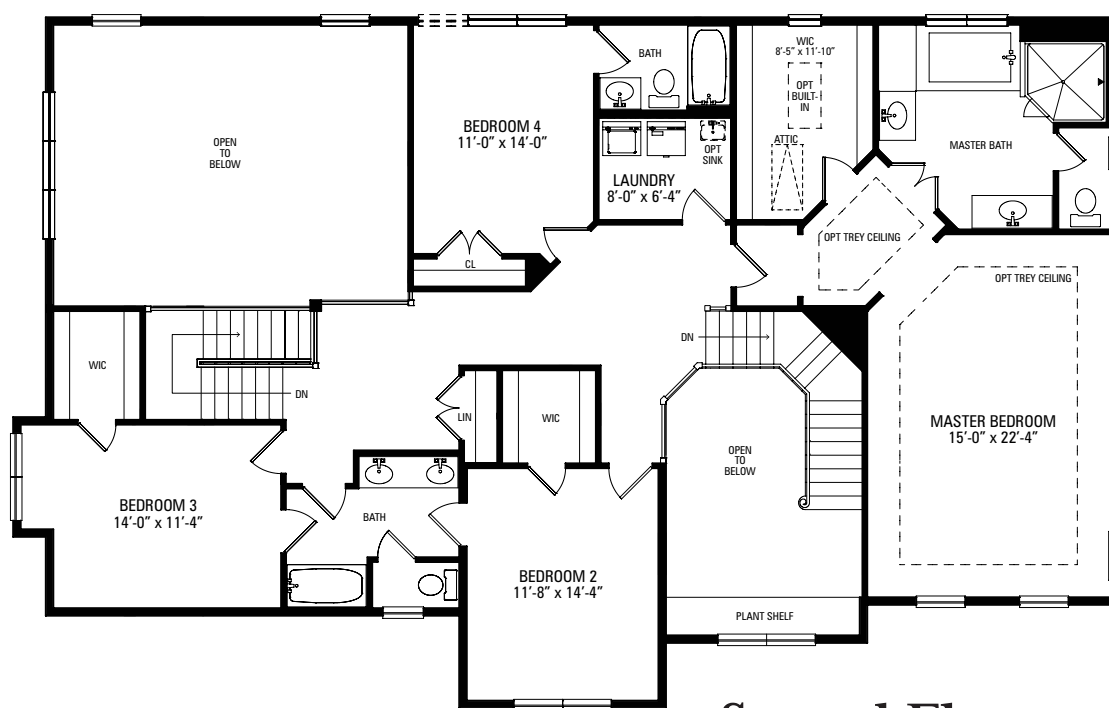 OPEN
TO
BELOW
BEDROOM 4
11'-0" x 14'-0"
BATH
WIC
8'-5" x 11'-10"
OPT
BUILT-
IN
ATTIC
OPT
SINK
LAUNDRY
8'-0" x 6'-4"
MASTER BATH
OPT TREY CEILING
OPT TREY CEILING
CL
WIC
DN
DN
LIN
WIC
MASTER BEDROOM
15'-0" x 22'-4"
OPEN
TO
BELOW
BEDROOM 3
14'-0" x 11'-4"
BATH
BEDROOM 2
11'-8" x 14'-4"
PLANT SHELF